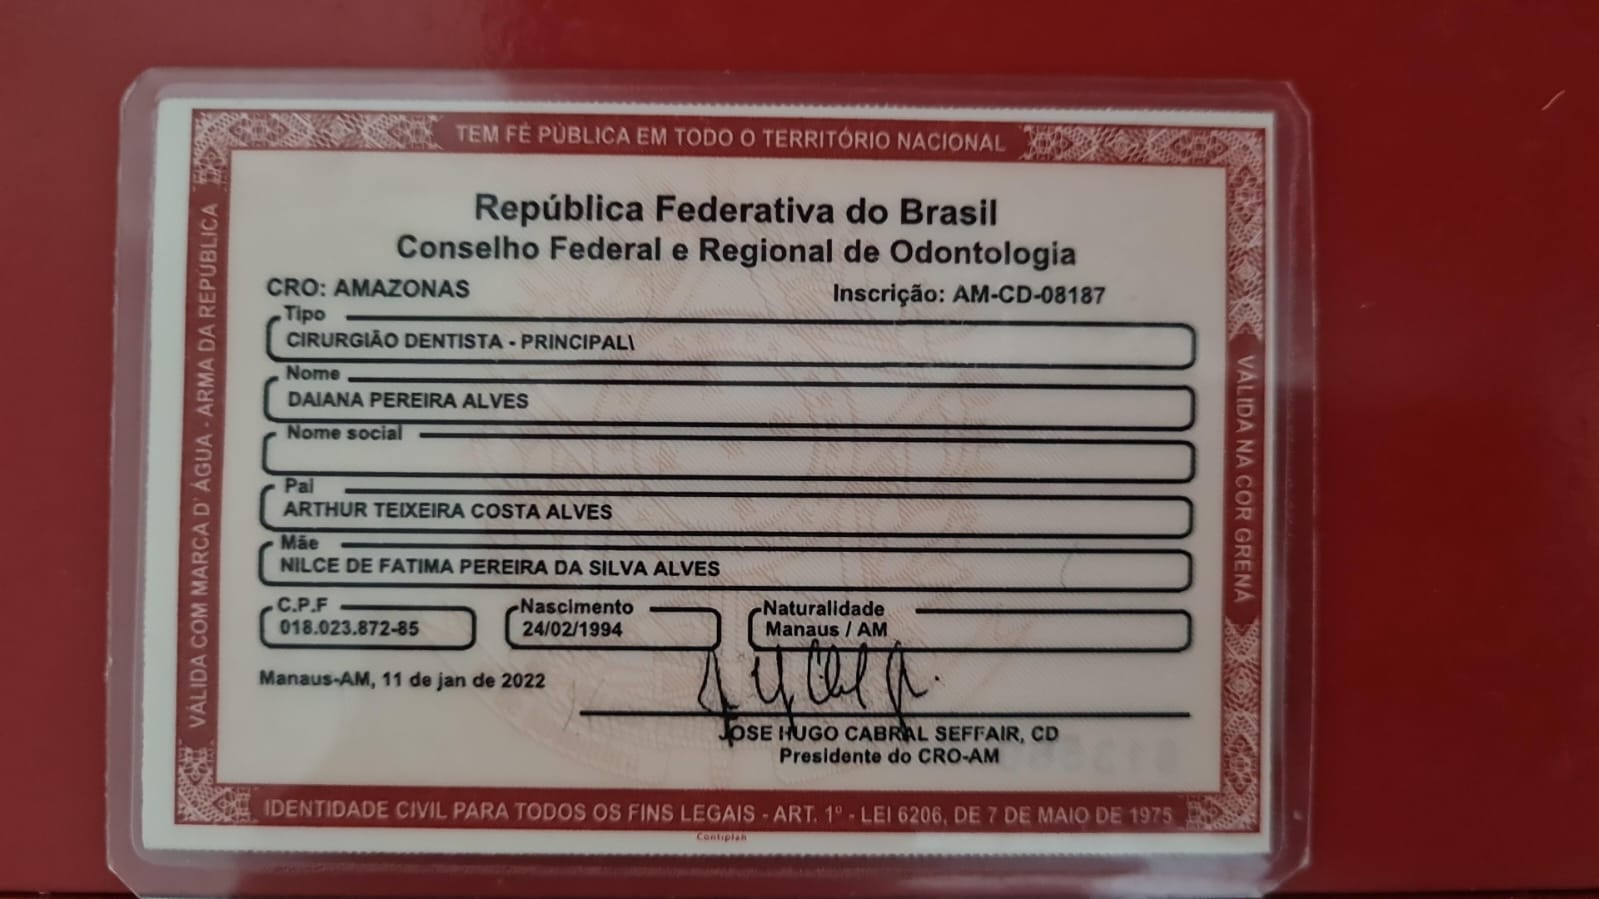 TEM FÉ PÚBLICA EM TODO O TERRITÓRIO NACIONAL
VÁLIDA COM MARCA D' ÁGUA - ARMA DA REPÚBLICA
República Federativa do Brasil
Conselho Federal e Regional de Odontologia
CRO: AMAZONAS Inscrição: AM-CD-08187
Tipo
CIRURGIÃO DENTISTA - PRINCIPAL\
Nome
DAIANA PEREIRA ALVES
Nome social
Pai
ARTHUR TEIXEIRA COSTA ALVES
Mãe
NILCE DE FATIMA PEREIRA DA SILVA ALVES
C.P.F Nascimento Naturalidade
018.023.872-85 24/02/1994 Manaus / AM
Manaus-AM, 11 de jan de 2022
JOSE HUGO CABRAL SEFFAIR, CD
Presidente do CRO-AM
VÁLIDA NA COR GRENÁ
IDENTIDADE CIVIL PARA TODOS OS FINS LEGAIS - ART. 1º - LEI 6206, DE 7 DE MAIO DE 1975
Contiplan